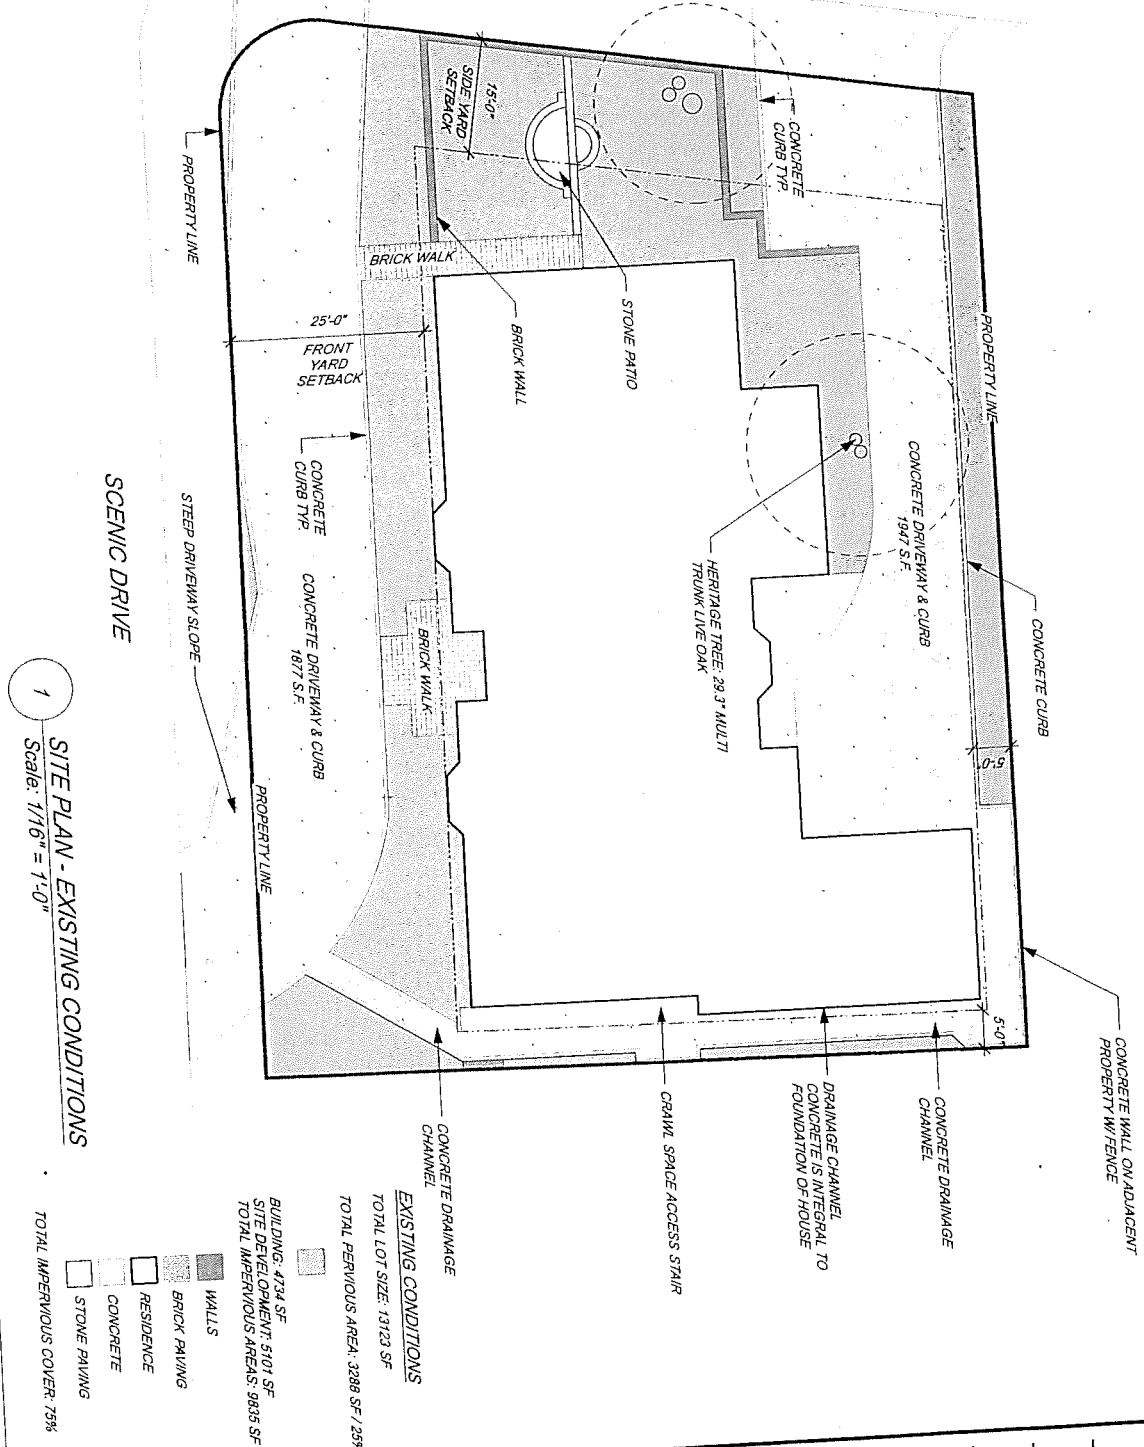 CONCRETE WALL ON ADJACENT
PROPERTY W/ FENCE
CONCRETE CURB
PROPERTY LINE
5'-0"
5'-0"
CONCRETE
CURB TYP.
CONCRETE DRIVEWAY & CURB
1947 S.F.
CONCRETE DRAINAGE
CHANNEL
DRAINAGE CHANNEL
CONCRETE IS INTEGRAL TO
FOUNDATION OF HOUSE
HERITAGE TREE: 29.3" MULTI
TRUNK LIVE OAK
CRAWL SPACE ACCESS STAIR
STONE PATIO
BRICK WALL
15'-0"
SIDE YARD
SETBACK
BRICK WALK
BRICK WALK
CONCRETE DRAINAGE
CHANNEL
25'-0"
FRONT
YARD
SETBACK
CONCRETE
CURB TYP.
CONCRETE DRIVEWAY & CURB
1877 S.F.
PROPERTY LINE
PROPERTY LINE
STEEP DRIVEWAY SLOPE
SCENIC DRIVE
1
SITE PLAN - EXISTING CONDITIONS
Scale: 1/16" = 1'-0"
EXISTING CONDITIONS
TOTAL LOT SIZE: 13123 SF
TOTAL PERVIOUS AREA: 3288 SF / 25%
BUILDING: 4734 SF
SITE DEVELOPMENT: 5101 SF
TOTAL IMPERVIOUS AREAS: 9835 SF
WALLS
BRICK PAVING
RESIDENCE
CONCRETE
STONE PAVING
TOTAL IMPERVIOUS COVER: 75%